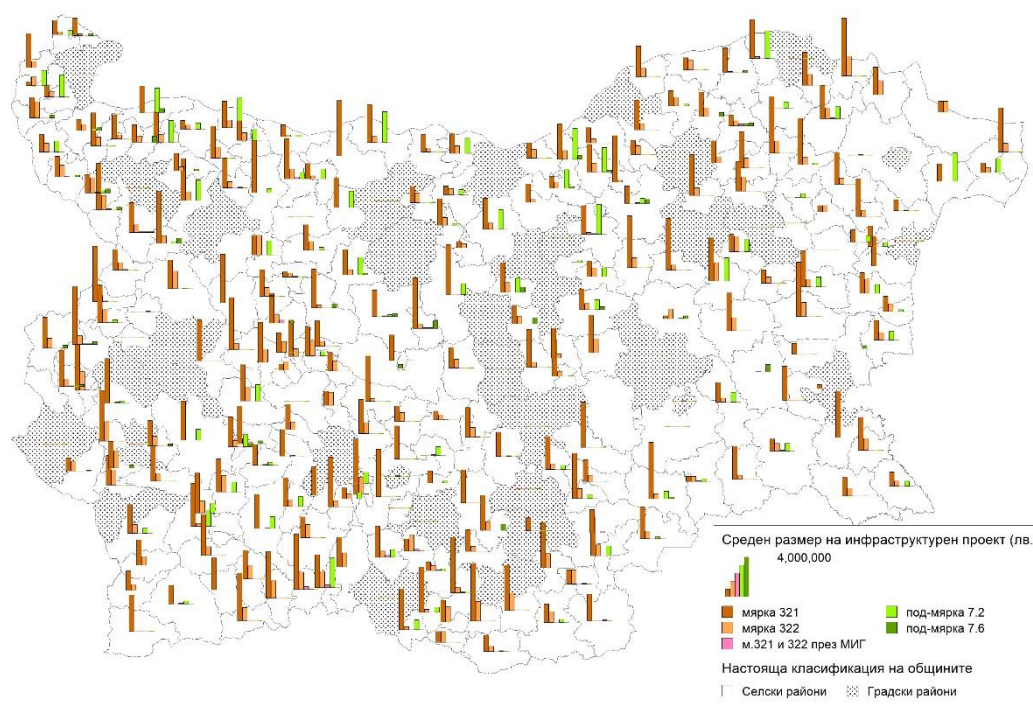 Среден размер на инфраструктурен проект (лв.
4,000,000
мярка 321
под-мярка 7.2
мярка 322
под-мярка 7.6
м.321 и 322 през МИГ
Настояща класификация на общините
Селски райони
Градски райони